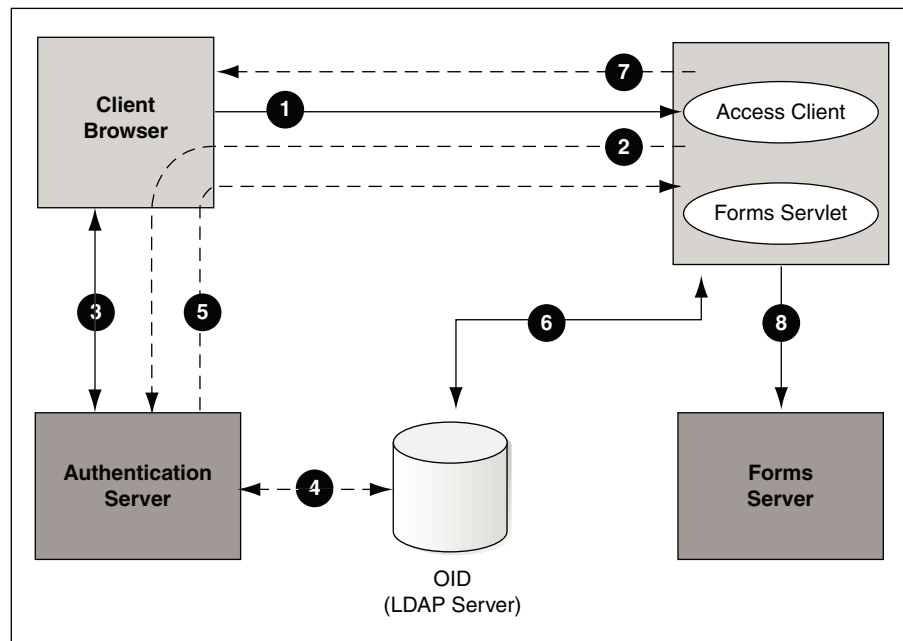 Client
Browser
7
1
Access Client
2
Forms Servlet
3
5
6
8
Authentication
Server
4
Forms
Server
OID
(LDAP Server)